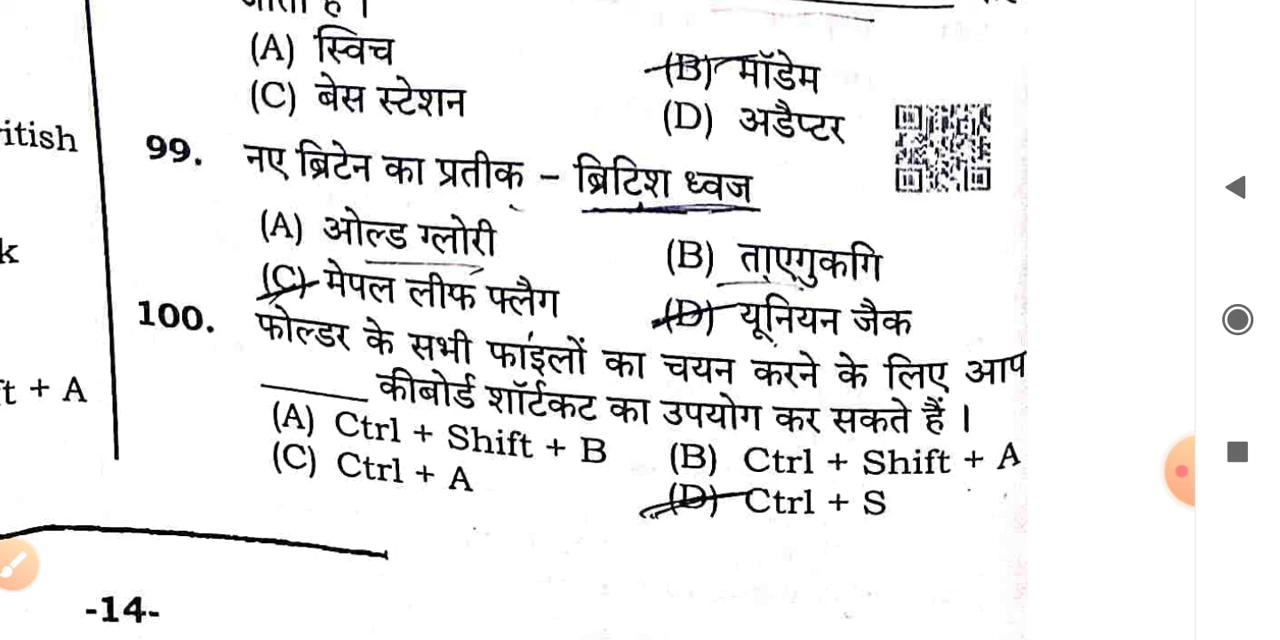 (A) स्विच
(B) मॉडेम
(C) बेस स्टेशन
(D) अडैप्टर
itish
99. नए ब्रिटेन का प्रतीक – ब्रिटिश ध्वज
(A) ओल्ड ग्लोरी
(B) ताएगुकगि
k
(C) मेपल लीफ फ्लैग
(D) यूनियन जैक
100. फोल्डर के सभी फाइलों का चयन करने के लिए आप
_____ कीबोर्ड शॉर्टकट का उपयोग कर सकते हैं ।
t + A
(A) Ctrl + Shift + B
(B) Ctrl + Shift + A
(C) Ctrl + A
(D) Ctrl + S
-14-